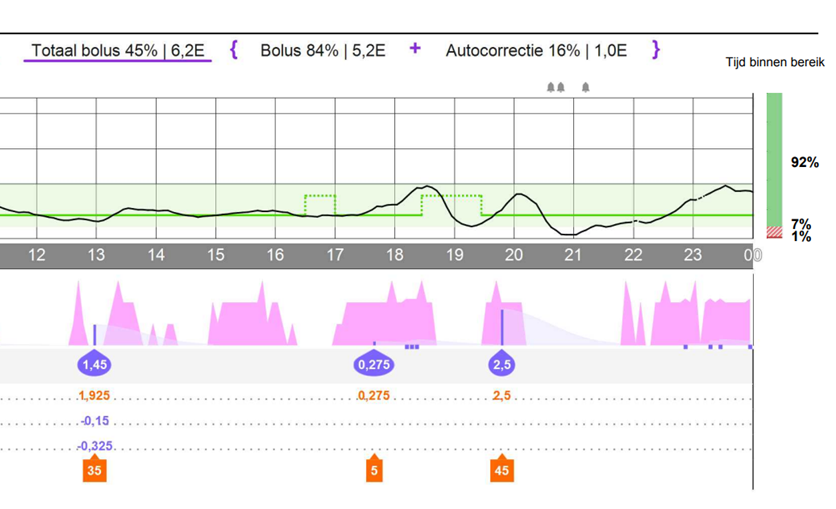 Totaal bolus 45% | 6,2E { Bolus 84% | 5,2E + Autocorrectie 16% | 1,0E }
Tijd binnen bereik
92%
7%
1%
12 13 14 15 16 17 18 19 20 21 22 23 00
1,45 0,275 2,5
1,925 0,275 2,5
-0,15
-0,325
35 5 45